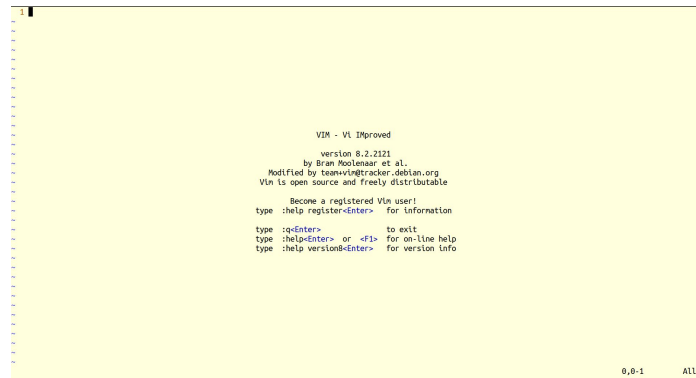 1
~
~
~
~
~
~
~
~
~
~
~
~
~ VIM - Vi IMproved
~
~ version 8.2.2121
~ by Bram Moolenaar et al.
~ Modified by team+vim@tracker.debian.org
~ Vim is open source and freely distributable
~
~ Become a registered Vim user!
~ type :help register<Enter> for information
~
~ type :q<Enter> to exit
~ type :help<Enter> or <F1> for on-line help
~ type :help version8<Enter> for version info
~
~
~
~
~
~
~
~
~
~
~
0,0-1 All